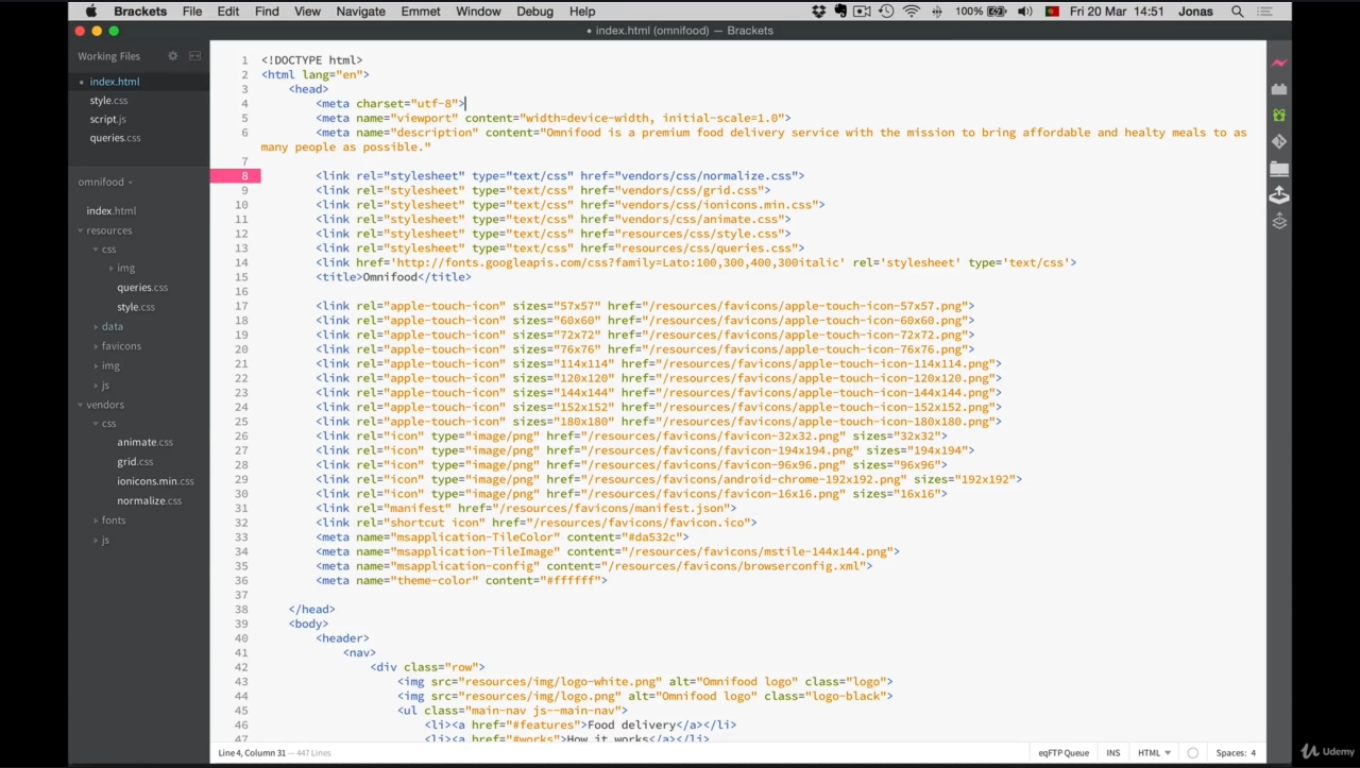 Brackets File Edit Find View Navigate Emmet Window Debug Help 100% Fri 20 Mar 14:51 Jonas
• index.html (omnifood) — Brackets
Working Files
• index.html
style.css
script.js
queries.css
omnifood
index.html
resources
css
img
queries.css
style.css
data
favicons
img
js
vendors
css
animate.css
grid.css
ionicons.min.css
normalize.css
fonts
js
1 <!DOCTYPE html>
2 <html lang="en">
3 <head>
4 <meta charset="utf-8">
5 <meta name="viewport" content="width=device-width, initial-scale=1.0">
6 <meta name="description" content="Omnifood is a premium food delivery service with the mission to bring affordable and healty meals to as
many people as possible."
7
8 <link rel="stylesheet" type="text/css" href="vendors/css/normalize.css">
9 <link rel="stylesheet" type="text/css" href="vendors/css/grid.css">
10 <link rel="stylesheet" type="text/css" href="vendors/css/ionicons.min.css">
11 <link rel="stylesheet" type="text/css" href="vendors/css/animate.css">
12 <link rel="stylesheet" type="text/css" href="resources/css/style.css">
13 <link rel="stylesheet" type="text/css" href="resources/css/queries.css">
14 <link href='http://fonts.googleapis.com/css?family=Lato:100,300,400,300italic' rel='stylesheet' type='text/css'>
15 <title>Omnifood</title>
16
17 <link rel="apple-touch-icon" sizes="57x57" href="/resources/favicons/apple-touch-icon-57x57.png">
18 <link rel="apple-touch-icon" sizes="60x60" href="/resources/favicons/apple-touch-icon-60x60.png">
19 <link rel="apple-touch-icon" sizes="72x72" href="/resources/favicons/apple-touch-icon-72x72.png">
20 <link rel="apple-touch-icon" sizes="76x76" href="/resources/favicons/apple-touch-icon-76x76.png">
21 <link rel="apple-touch-icon" sizes="114x114" href="/resources/favicons/apple-touch-icon-114x114.png">
22 <link rel="apple-touch-icon" sizes="120x120" href="/resources/favicons/apple-touch-icon-120x120.png">
23 <link rel="apple-touch-icon" sizes="144x144" href="/resources/favicons/apple-touch-icon-144x144.png">
24 <link rel="apple-touch-icon" sizes="152x152" href="/resources/favicons/apple-touch-icon-152x152.png">
25 <link rel="apple-touch-icon" sizes="180x180" href="/resources/favicons/apple-touch-icon-180x180.png">
26 <link rel="icon" type="image/png" href="/resources/favicons/favicon-32x32.png" sizes="32x32">
27 <link rel="icon" type="image/png" href="/resources/favicons/favicon-194x194.png" sizes="194x194">
28 <link rel="icon" type="image/png" href="/resources/favicons/favicon-96x96.png" sizes="96x96">
29 <link rel="icon" type="image/png" href="/resources/favicons/android-chrome-192x192.png" sizes="192x192">
30 <link rel="icon" type="image/png" href="/resources/favicons/favicon-16x16.png" sizes="16x16">
31 <link rel="manifest" href="/resources/favicons/manifest.json">
32 <link rel="shortcut icon" href="/resources/favicons/favicon.ico">
33 <meta name="msapplication-TileColor" content="#da532c">
34 <meta name="msapplication-TileImage" content="/resources/favicons/mstile-144x144.png">
35 <meta name="msapplication-config" content="/resources/favicons/browserconfig.xml">
36 <meta name="theme-color" content="#ffffff">
37
38 </head>
39 <body>
40 <header>
41 <nav>
42 <div class="row">
43 <img src="resources/img/logo-white.png" alt="Omnifood logo" class="logo">
44 <img src="resources/img/logo.png" alt="Omnifood logo" class="logo-black">
45 <ul class="main-nav js--main-nav">
46 <li><a href="#features">Food delivery</a></li>
47 <li><a href="#works">How it works</a></li>
Line 4, Column 31 — 447 Lines eqFTP Queue INS HTML Spaces: 4
Udemy